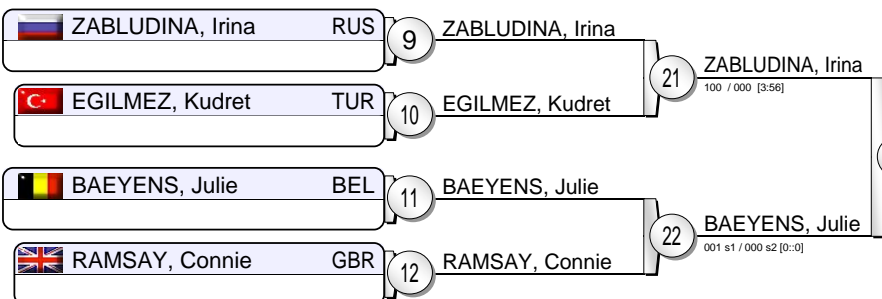 ZABLUDINA, Irina RUS
9
ZABLUDINA, Irina
21
ZABLUDINA, Irina
100 / 000 [3:56]
EGILMEZ, Kudret TUR
10
EGILMEZ, Kudret
BAEYENS, Julie BEL
11
BAEYENS, Julie
22
BAEYENS, Julie
001 s1 / 000 s2 [0::0]
RAMSAY, Connie GBR
12
RAMSAY, Connie